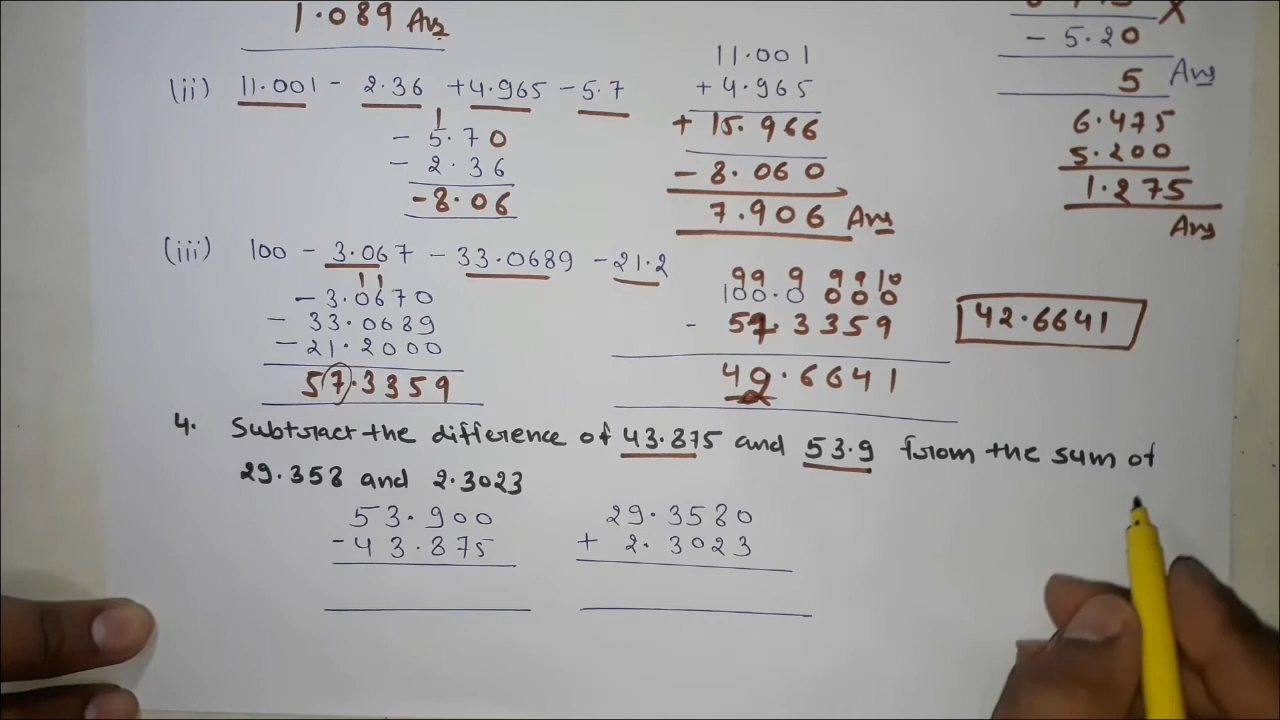 1.089 Ans
(ii) 11.001 - 2.36 + 4.965 - 5.7
1
- 5.70
- 2.36
-8.06
11.001
+ 4.965
+ 15.966
- 8.060
7.906 Ans
X
- 5.20
5 Ans
6.475
5.200
1.275
Ans
(iii) 100 - 3.067 - 33.0689 - 21.2
11
- 3.0670
- 33.0689
- 21.2000
57.3359
99 9 9 9 10
100.0 000
- 57.3359
42.6641
42.6641
4. Subtract the difference of 43.875 and 53.9 from the sum of
29.358 and 2.3023
53.900
- 43.875
29.3580
+ 2.3023